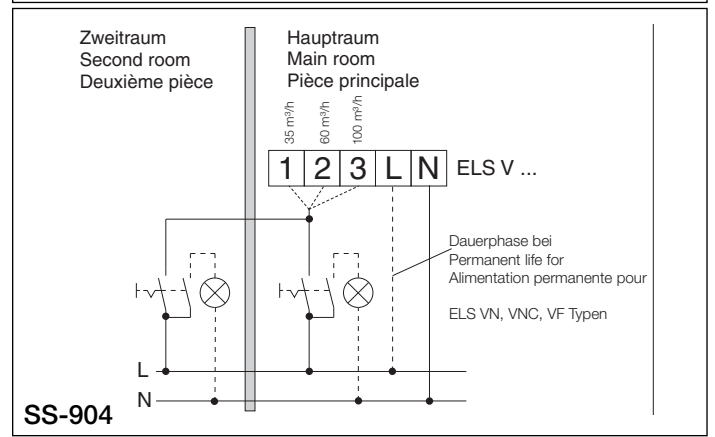 Zweitraum
Second room
Deuxième pièce
Hauptraum
Main room
Pièce principale
35 m³/h
60 m³/h
100 m³/h
1 2 3 L N ELS V ...
Dauerphase bei
Permanent life for
Alimentation permanente pour
ELS VN, VNC, VF Typen
L
N
SS-904